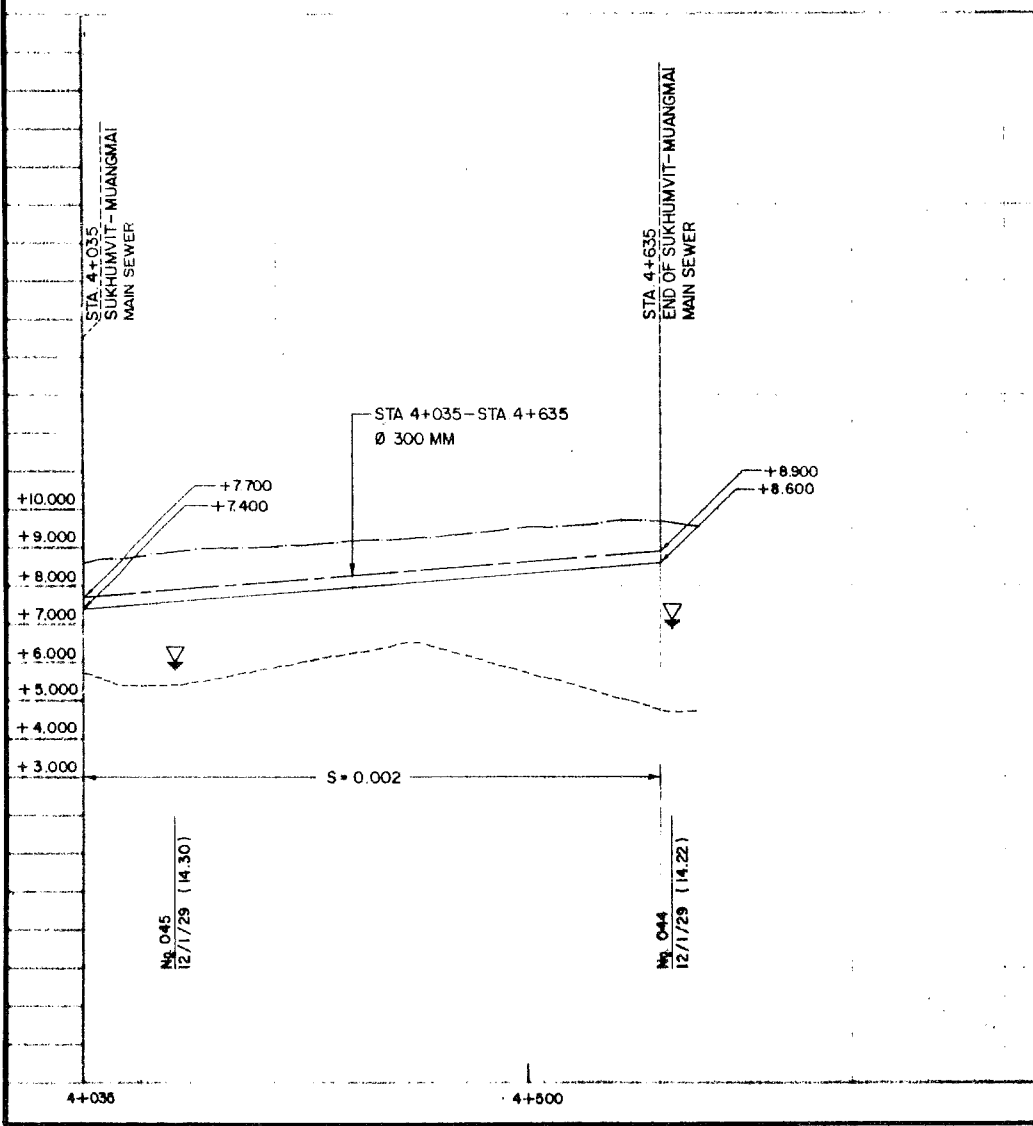 STA. 4+035
SUKHUMVIT-MUANGMAI
MAIN SEWER
STA. 4+635
END OF SUKHUMVIT-MUANGMAI
MAIN SEWER
STA 4+035-STA 4+635
Ø 300 MM
+7.700
+7.400
+8.900
+8.600
+10.000
+9.000
+8.000
+7.000
+6.000
+5.000
+4.000
+3.000
S=0.002
No. 045
12/1/29 (14.30)
No. 044
12/1/29 (14.22)
4+035
4+500